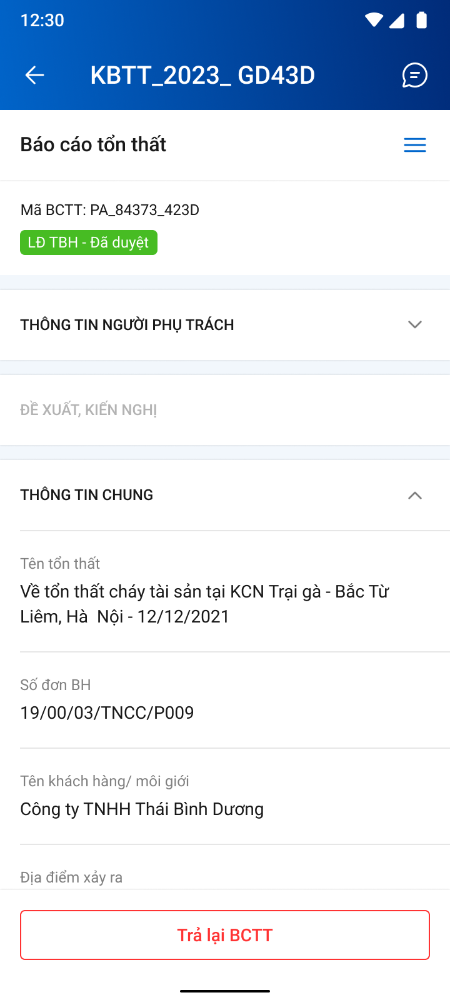 12:30
KBTT_2023_ GD43D
Báo cáo tổn thất
Mã BCTT: PA_84373_423D
LĐ TBH - Đã duyệt
THÔNG TIN NGƯỜI PHỤ TRÁCH
ĐỀ XUẤT, KIẾN NGHỊ
THÔNG TIN CHUNG
Tên tổn thất
Về tổn thất cháy tài sản tại KCN Trại gà - Bắc Từ
Liêm, Hà  Nội - 12/12/2021
Số đơn BH
19/00/03/TNCC/P009
Tên khách hàng/ môi giới
Công ty TNHH Thái Bình Dương
Địa điểm xảy ra
Trả lại BCTT